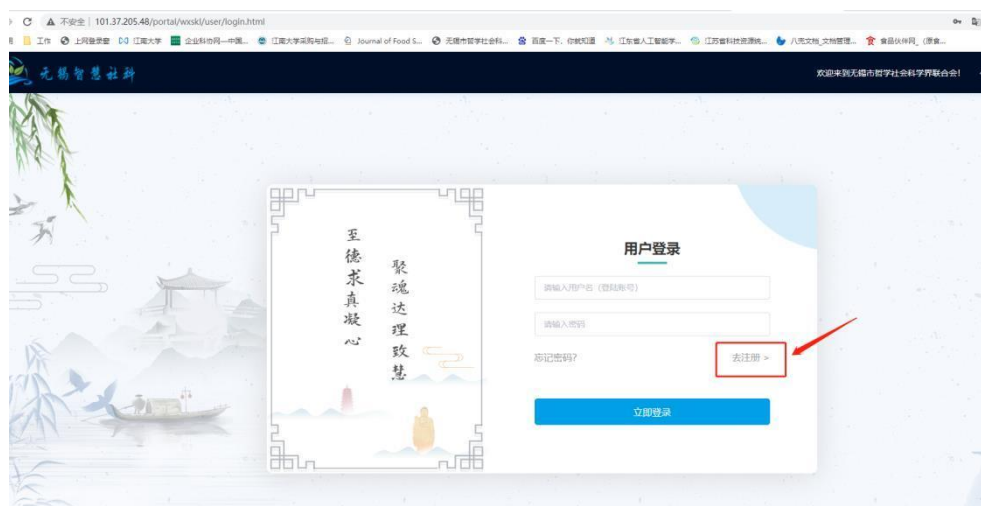 不安全 | 101.37.205.48/portal/wxskl/user/login.html
工作 上网登录窗 江南大学 企业科协网—中国... 江南大学采购与招... Journal of Food S... 无锡市哲学社会科... 百度一下，你就知道 江东省人工智能学... 江苏省科技资源统... 八爪文档_文档管理... 食品伙伴网_(原食...
无锡智慧社科
欢迎来到无锡市哲学社会科学界联合会！
至德求真凝心
聚魂达理致慧
用户登录
请输入用户名（登陆账号）
请输入密码
忘记密码?
去注册 >
立即登录